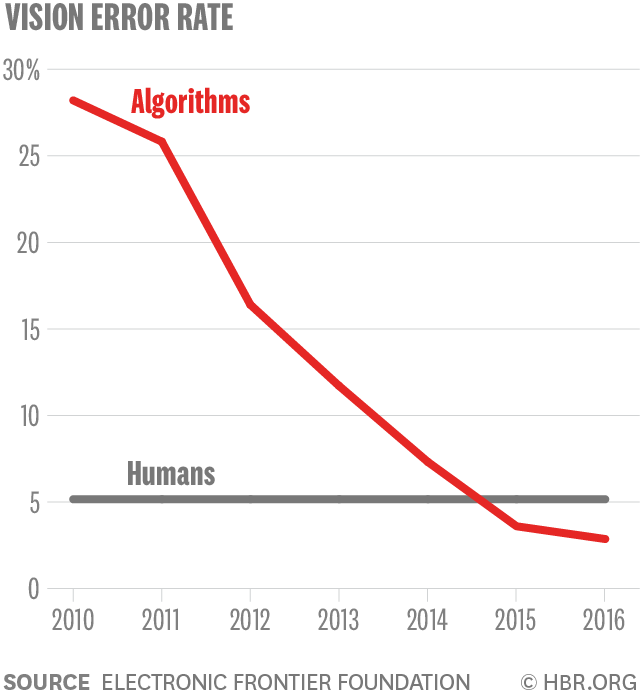 VISION ERROR RATE
30%
Algorithms
25
20
15
10
Humans
5
0
2010 2011 2012 2013 2014 2015 2016
SOURCE ELECTRONIC FRONTIER FOUNDATION © HBR.ORG